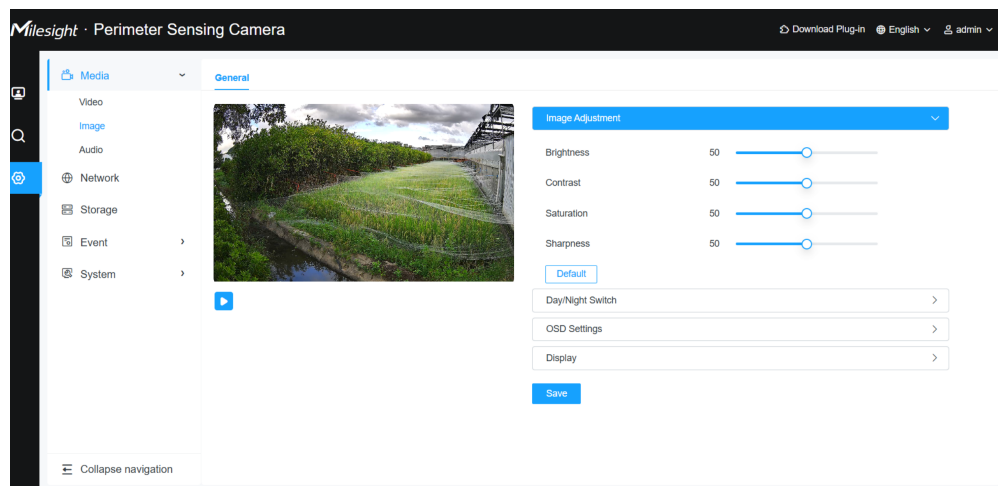 Milesight · Perimeter Sensing Camera
Download Plug-in English admin
Media
Video
Image
Audio
Network
Storage
Event
System
Collapse navigation
General
Image Adjustment
Brightness 50
Contrast 50
Saturation 50
Sharpness 50
Default
Day/Night Switch
OSD Settings
Display
Save